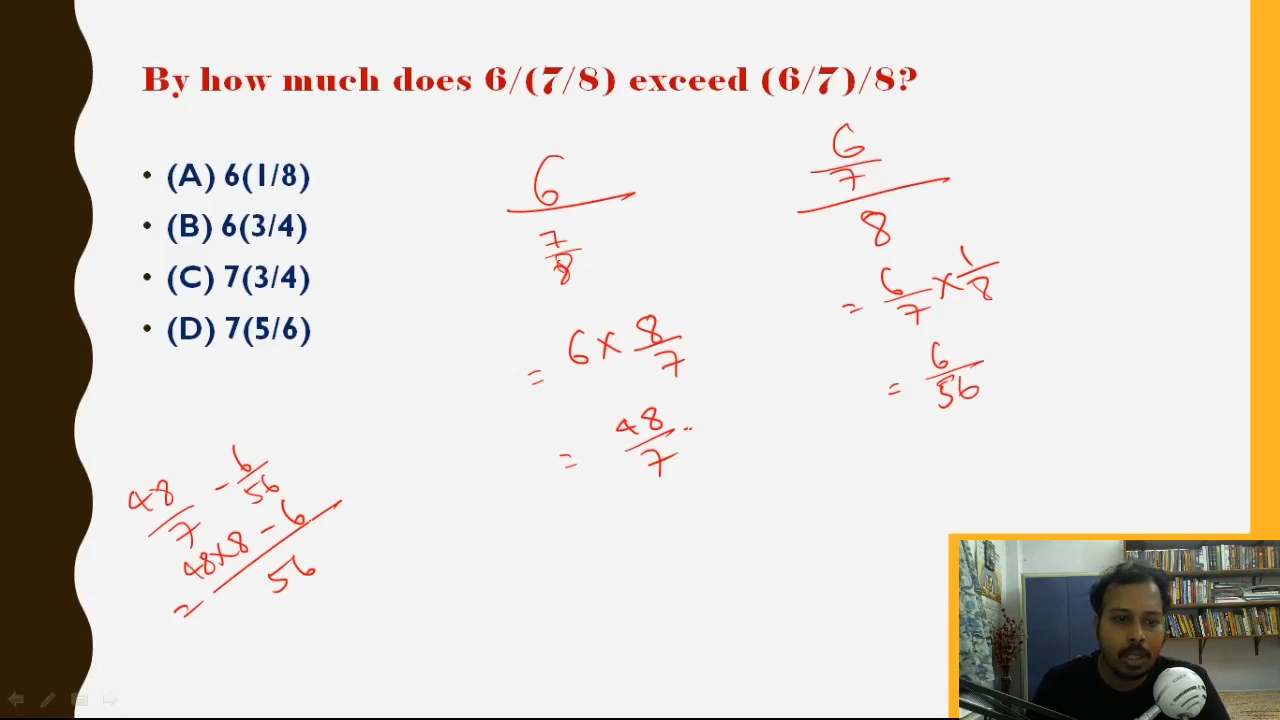 By how much does 6/(7/8) exceed (6/7)/8?
• (A) 6(1/8)
• (B) 6(3/4)
• (C) 7(3/4)
• (D) 7(5/6)
6
7
8
= 6 × 8/7
= 48/7
6
7
8
= 6/7 × 1/8
= 6/56
48/7 - 6/56
= 48×8 - 6
56